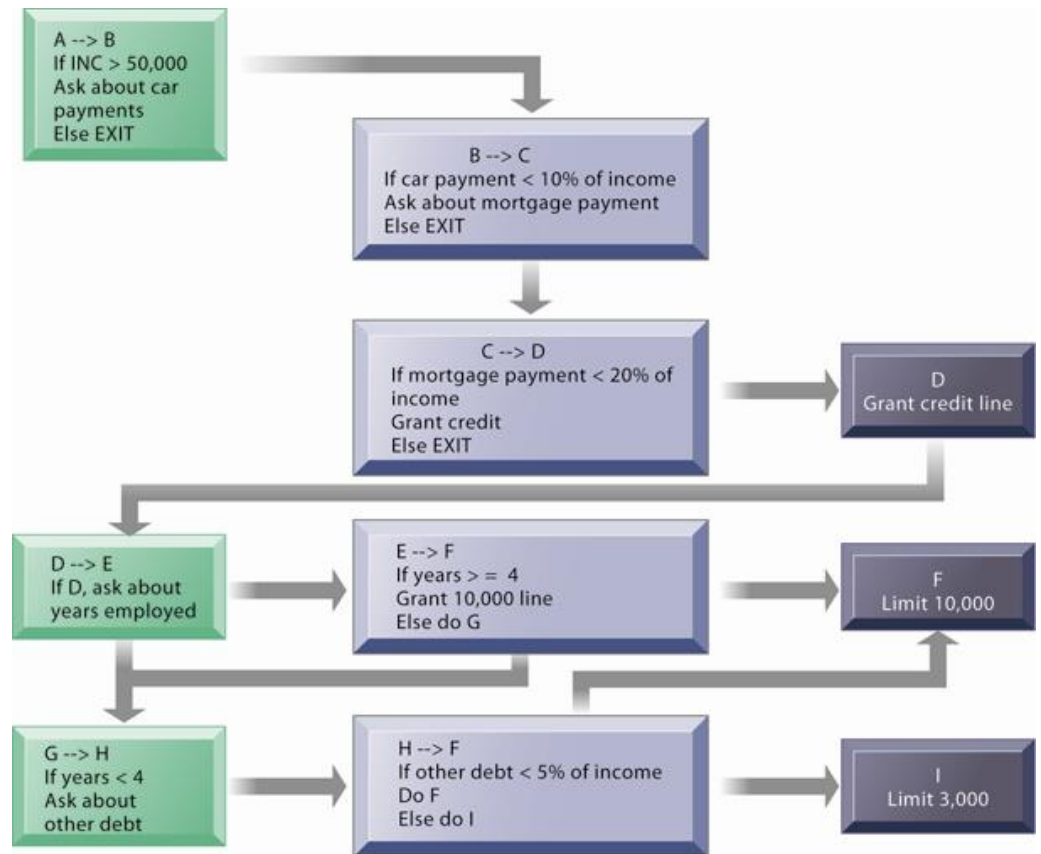 A --> B
If INC > 50,000
Ask about car
payments
Else EXIT
B --> C
If car payment < 10% of income
Ask about mortgage payment
Else EXIT
C --> D
If mortgage payment < 20% of
income
Grant credit
Else EXIT
D
Grant credit line
D --> E
If D, ask about
years employed
E --> F
If years > = 4
Grant 10,000 line
Else do G
F
Limit 10,000
G --> H
If years < 4
Ask about
other debt
H --> F
If other debt < 5% of income
Do F
Else do I
I
Limit 3,000